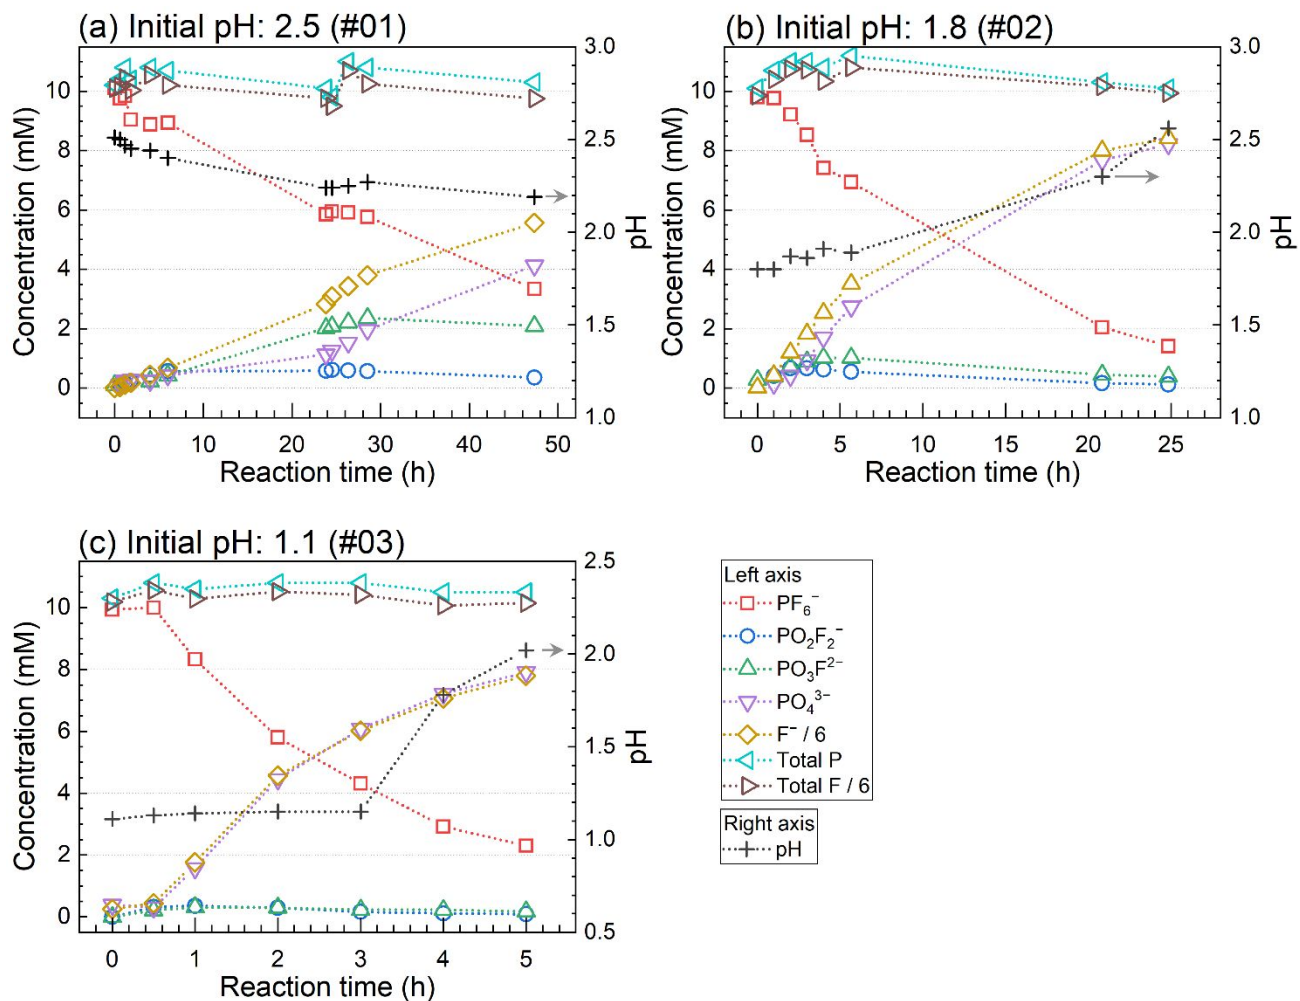 (a) Initial pH: 2.5 (#01)
Concentration (mM)
10
8
6
4
2
0
3.0
2.5
2.0
1.5
1.0
pH
0 10 20 30 40 50
Reaction time (h)
(b) Initial pH: 1.8 (#02)
Concentration (mM)
10
8
6
4
2
0
3.0
2.5
2.0
1.5
1.0
pH
0 5 10 15 20 25
Reaction time (h)
(c) Initial pH: 1.1 (#03)
Concentration (mM)
10
8
6
4
2
0
2.5
2.0
1.5
1.0
0.5
pH
0 1 2 3 4 5
Reaction time (h)
Left axis
PF₆⁻
PO₂F₂⁻
PO₃F²⁻
PO₄³⁻
F⁻ / 6
Total P
Total F / 6
Right axis
pH